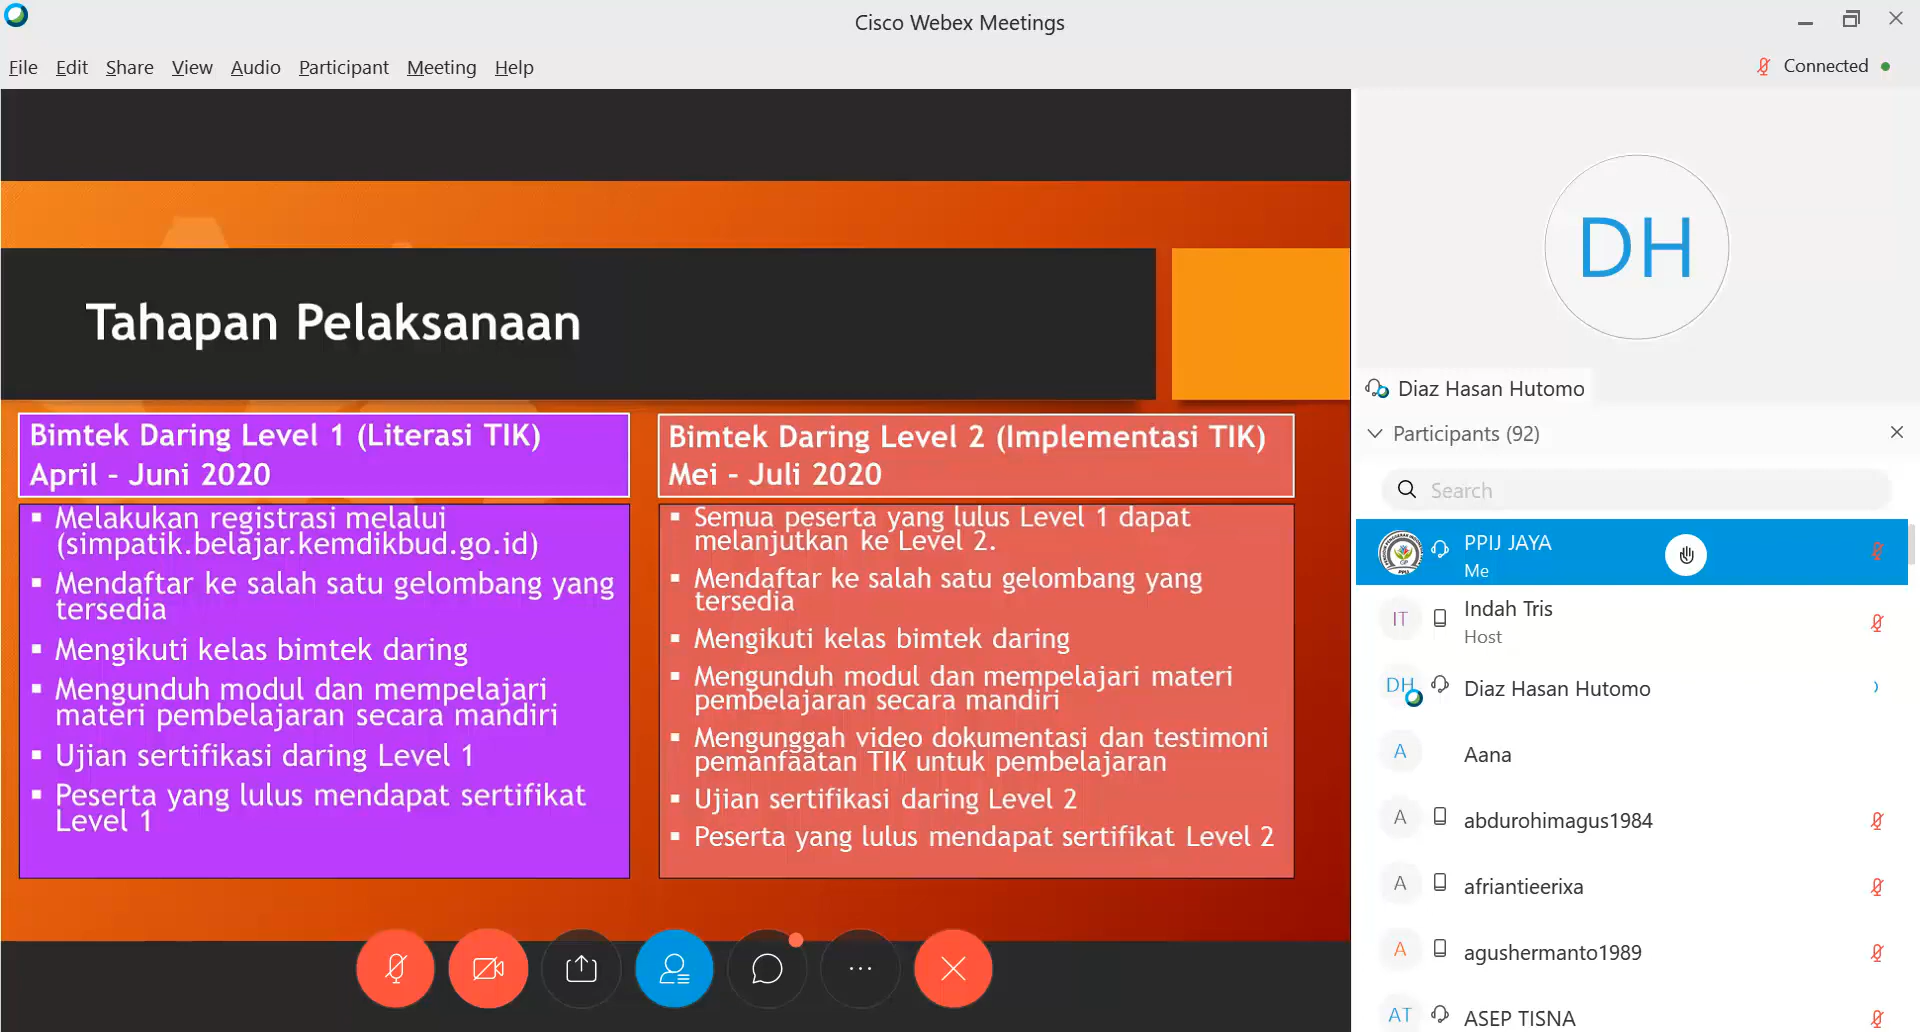 Cisco Webex Meetings
File Edit Share View Audio Participant Meeting Help
Connected
Tahapan Pelaksanaan
Bimtek Daring Level 1 (Literasi TIK)
April - Juni 2020
▪ Melakukan registrasi melalui
(simpatik.belajar.kemdikbud.go.id)
▪ Mendaftar ke salah satu gelombang yang
tersedia
▪ Mengikuti kelas bimtek daring
▪ Mengunduh modul dan mempelajari
materi pembelajaran secara mandiri
▪ Ujian sertifikasi daring Level 1
▪ Peserta yang lulus mendapat sertifikat
Level 1
Bimtek Daring Level 2 (Implementasi TIK)
Mei - Juli 2020
▪ Semua peserta yang lulus Level 1 dapat
melanjutkan ke Level 2.
▪ Mendaftar ke salah satu gelombang yang
tersedia
▪ Mengikuti kelas bimtek daring
▪ Mengunduh modul dan mempelajari materi
pembelajaran secara mandiri
▪ Mengunggah video dokumentasi dan testimoni
pemanfaatan TIK untuk pembelajaran
▪ Ujian sertifikasi daring Level 2
▪ Peserta yang lulus mendapat sertifikat Level 2
DH
Diaz Hasan Hutomo
Participants (92)
Search
PPIJ JAYA
Me
IT
Indah Tris
Host
DH
Diaz Hasan Hutomo
A
Aana
A
abdurohimagus1984
A
afriantieerixa
A
agushermanto1989
AT
ASEP TISNA